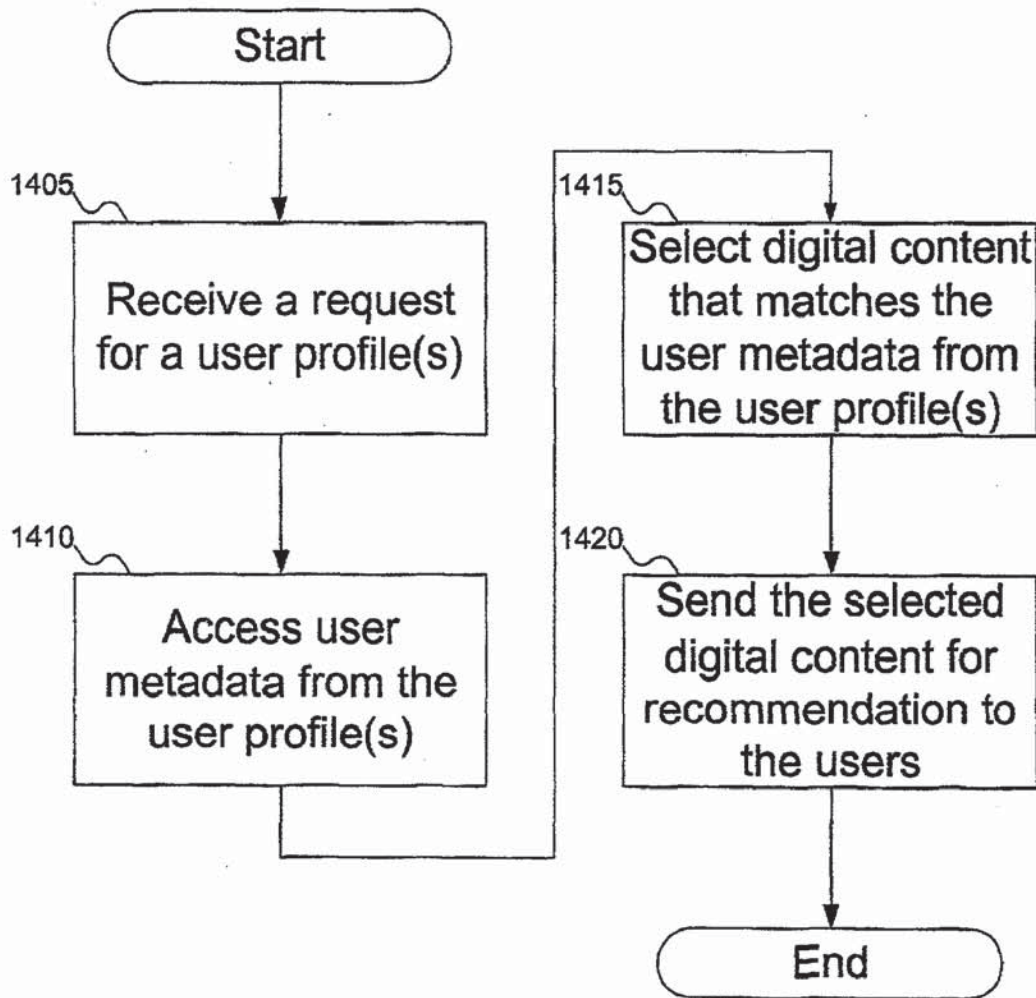 Start
1405
Receive a request
for a user profile(s)
1410
Access user
metadata from the
user profile(s)
1415
Select digital content
that matches the
user metadata from
the user profile(s)
1420
Send the selected
digital content for
recommendation to
the users
End